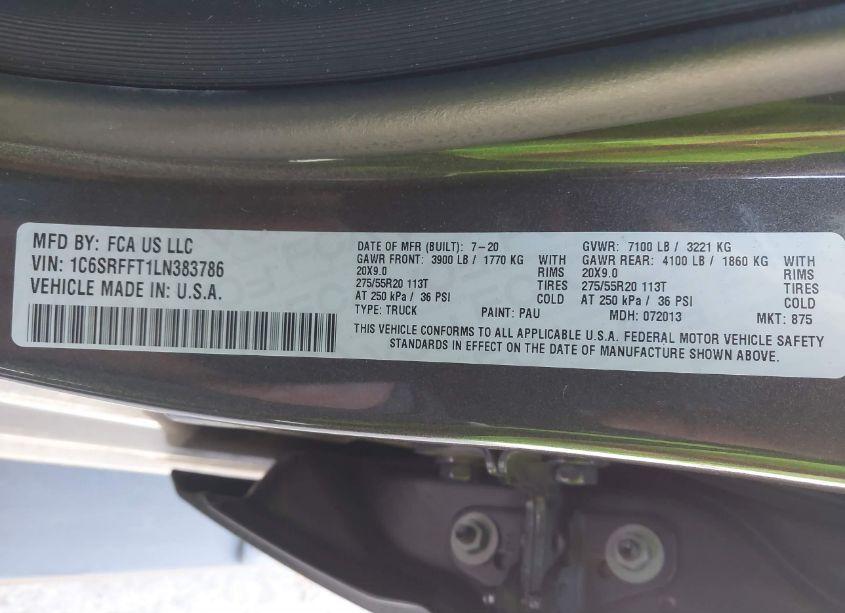 MFD BY: FCA US LLC
VIN: 1C6SRFFT1LN383786
VEHICLE MADE IN: U.S.A.
DATE OF MFR (BUILT): 7-20
GAWR FRONT: 3900 LB / 1770 KG WITH
20X9.0 RIMS
275/55R20 113T TIRES
AT 250 kPa / 36 PSI COLD
TYPE: TRUCK PAINT: PAU
GVWR: 7100 LB / 3221 KG
GAWR REAR: 4100 LB / 1860 KG WITH
20X9.0 RIMS
275/55R20 113T TIRES
AT 250 kPa / 36 PSI COLD
MDH: 072013 MKT: 875
THIS VEHICLE CONFORMS TO ALL APPLICABLE U.S.A. FEDERAL MOTOR VEHICLE SAFETY
STANDARDS IN EFFECT ON THE DATE OF MANUFACTURE SHOWN ABOVE.